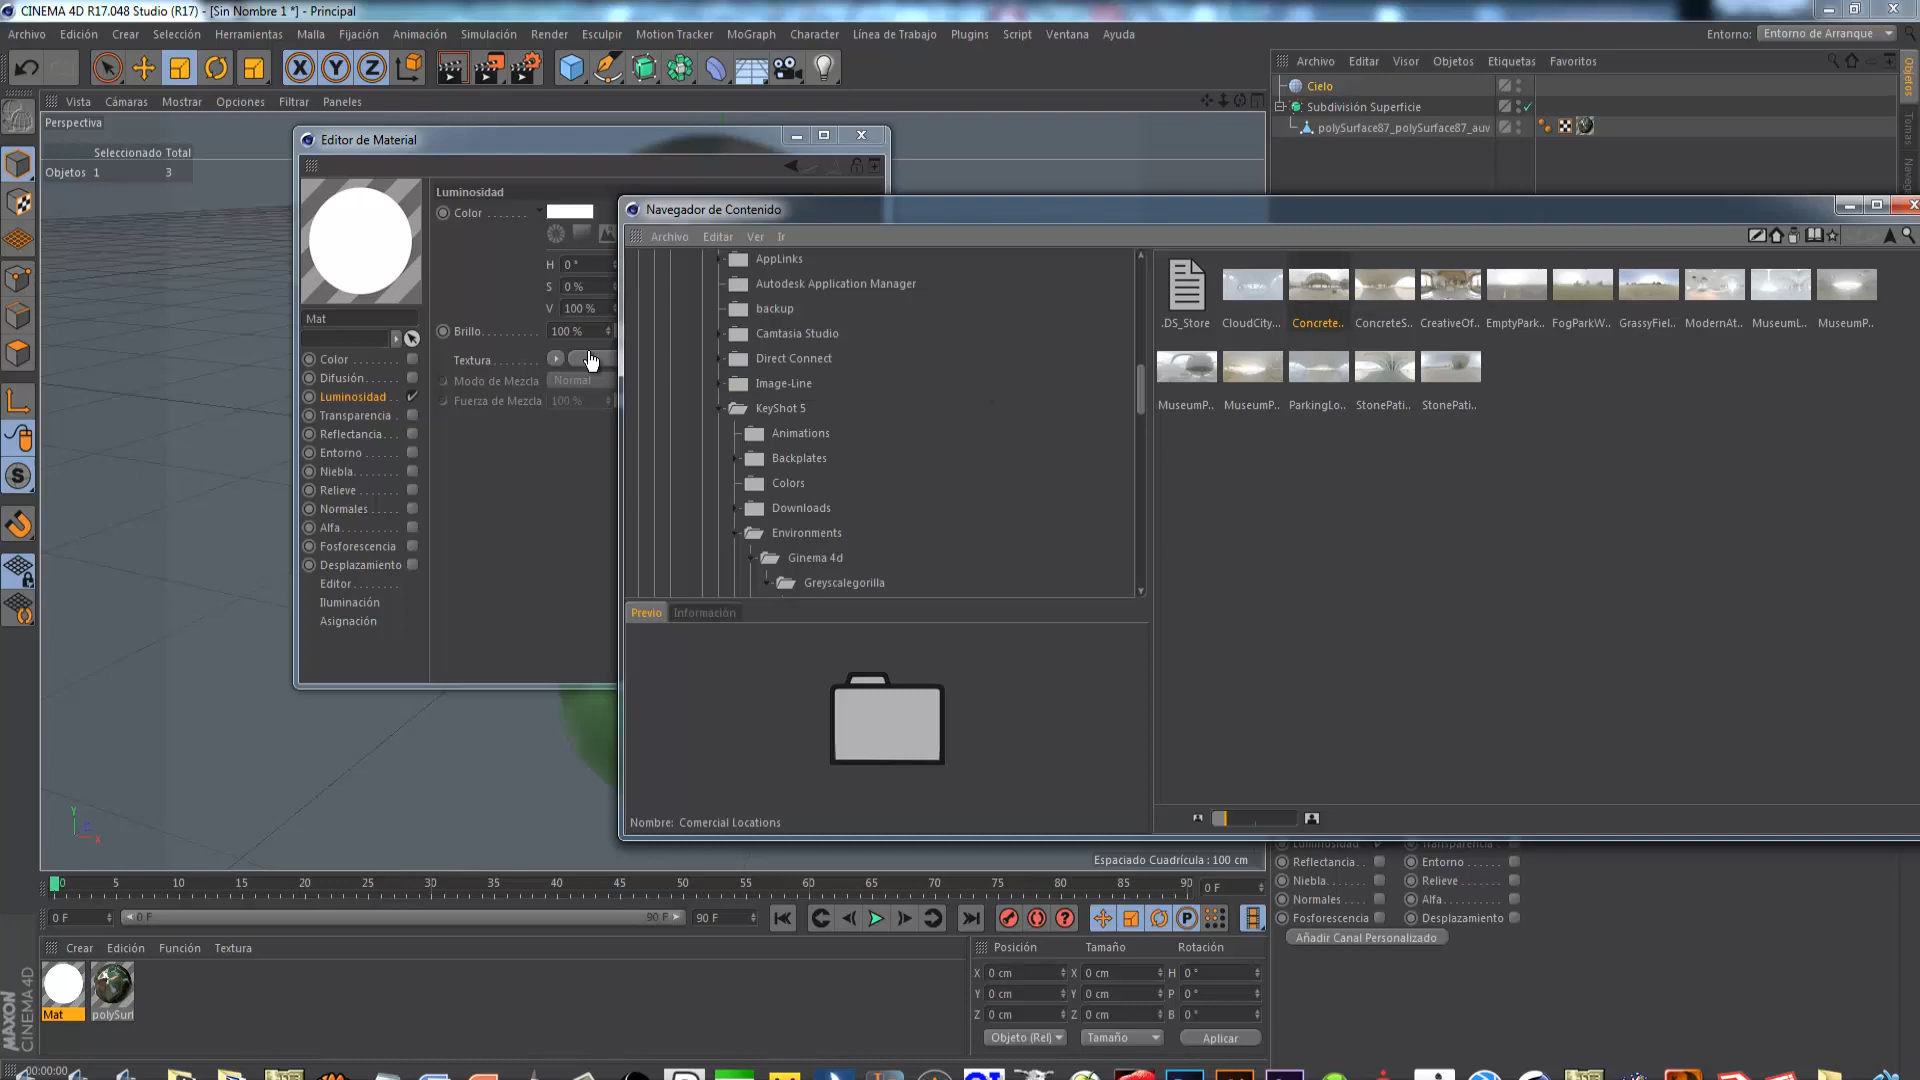 CINEMA 4D R17.048 Studio (R17) - [Sin Nombre 1 *] - Principal
Archivo Edición Crear Selección Herramientas Malla Fijación Animación Simulación Render Esculpir Motion Tracker MoGraph Character Línea de Trabajo Plugins Script Ventana Ayuda Entorno: Entorno de Arranque
X Y Z
Archivo Editar Visor Objetos Etiquetas Favoritos
Objetos
Tomas
Cielo
Subdivisión Superficie
polySurface87_polySurface87_auv
Vista Cámaras Mostrar Opciones Filtrar Paneles
Perspectiva
Seleccionado Total
Objetos 1 3
Editor de Material
Mat
Color
Difusión
Luminosidad
Transparencia
Reflectancia
Entorno
Niebla
Relieve
Normales
Alfa
Fosforescencia
Desplazamiento
Editor
Iluminación
Asignación
Luminosidad
Color
H 0 °
S 0 %
V 100 %
Brillo 100 %
Textura
Modo de Mezcla Normal
Fuerza de Mezcla 100 %
Navegador de Contenido
Archivo Editar Ver Ir
AppLinks
Autodesk Application Manager
backup
Camtasia Studio
Direct Connect
Image-Line
KeyShot 5
Animations
Backplates
Colors
Downloads
Environments
Ginema 4d
Greyscalegorilla
Previo Información
Nombre: Comercial Locations
.DS_Store CloudCity... Concrete.. ConcreteS.. CreativeOf.. EmptyPark.. FogParkW.. GrassyFiel.. ModernAt.. MuseumL.. MuseumP..
MuseumP.. MuseumP.. ParkingLo.. StonePati.. StonePati..
Y
Z
X
Espaciado Cuadrícula : 100 cm
Luminosidad Transparencia
Reflectancia Entorno
Niebla Relieve
Normales Alfa
Fosforescencia Desplazamiento
Añadir Canal Personalizado
0 5 10 15 20 25 30 35 40 45 50 55 60 65 70 75 80 85 90 0 F
0 F 0 F 90 F 90 F
P
Crear Edición Función Textura
Mat polySurf
Posición Tamaño Rotación
X 0 cm X 0 cm H 0 °
Y 0 cm Y 0 cm P 0 °
Z 0 cm Z 0 cm B 0 °
Objeto (Rel) Tamaño Aplicar
MAXON
CINEMA 4D
00:00:00